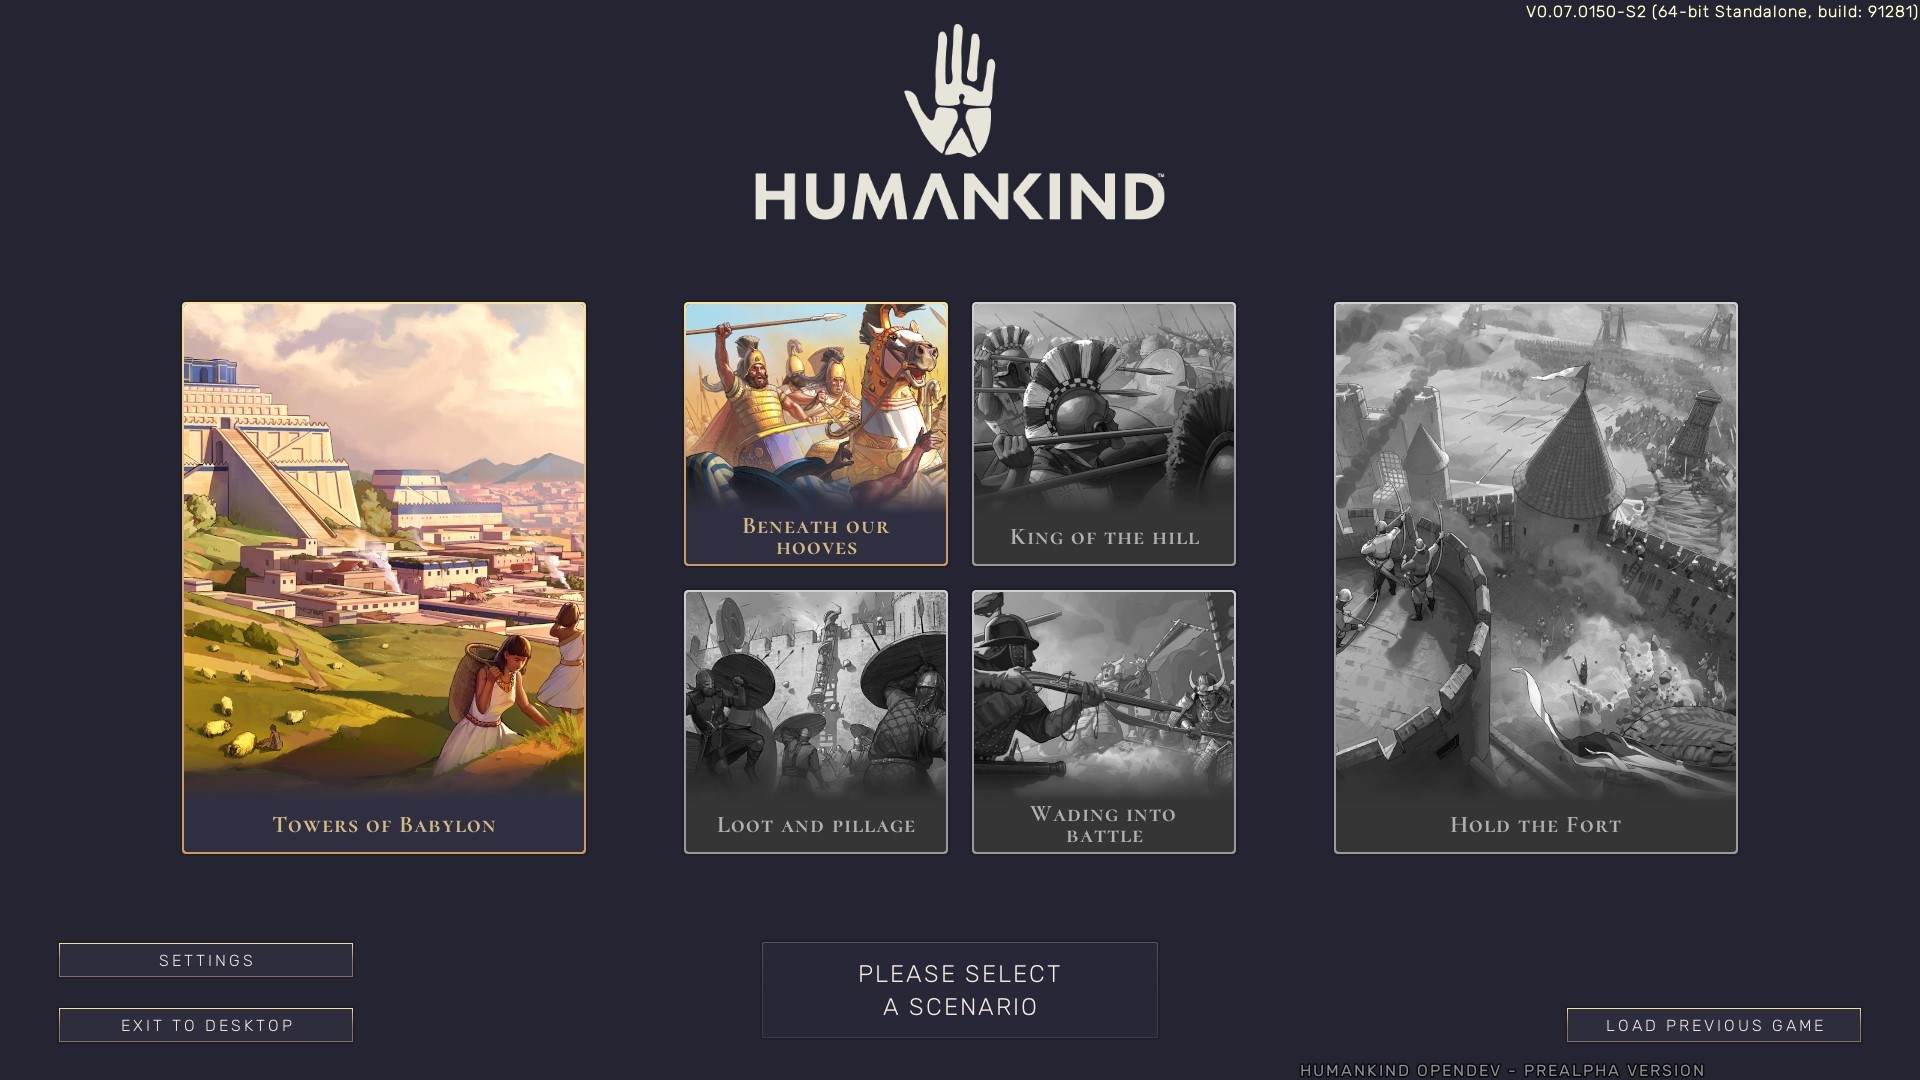 V0.07.0150-S2 (64-bit Standalone, build: 91281)
HUMANKIND™
BENEATH OUR
HOOVES
KING OF THE HILL
LOOT AND PILLAGE
WADING INTO
BATTLE
TOWERS OF BABYLON
HOLD THE FORT
SETTINGS
EXIT TO DESKTOP
PLEASE SELECT
A SCENARIO
LOAD PREVIOUS GAME
HUMANKIND OPENDEV - PREALPHA VERSION